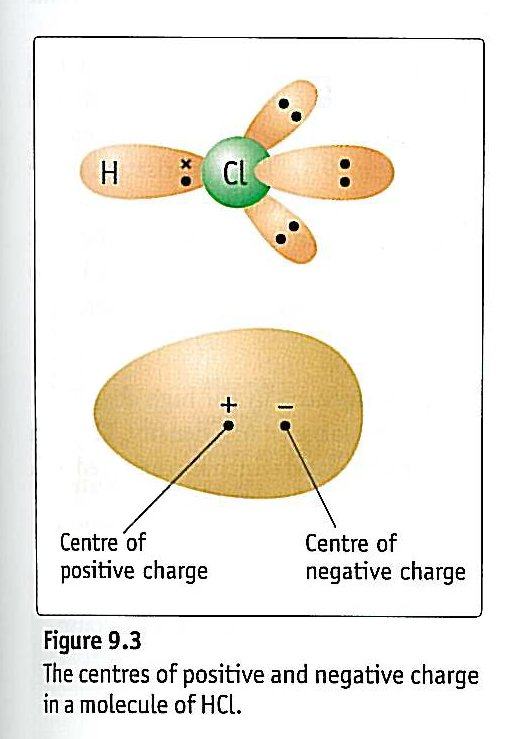 H
Cl
+
−
Centre of
positive charge
Centre of
negative charge
Figure 9.3
The centres of positive and negative charge
in a molecule of HCl.